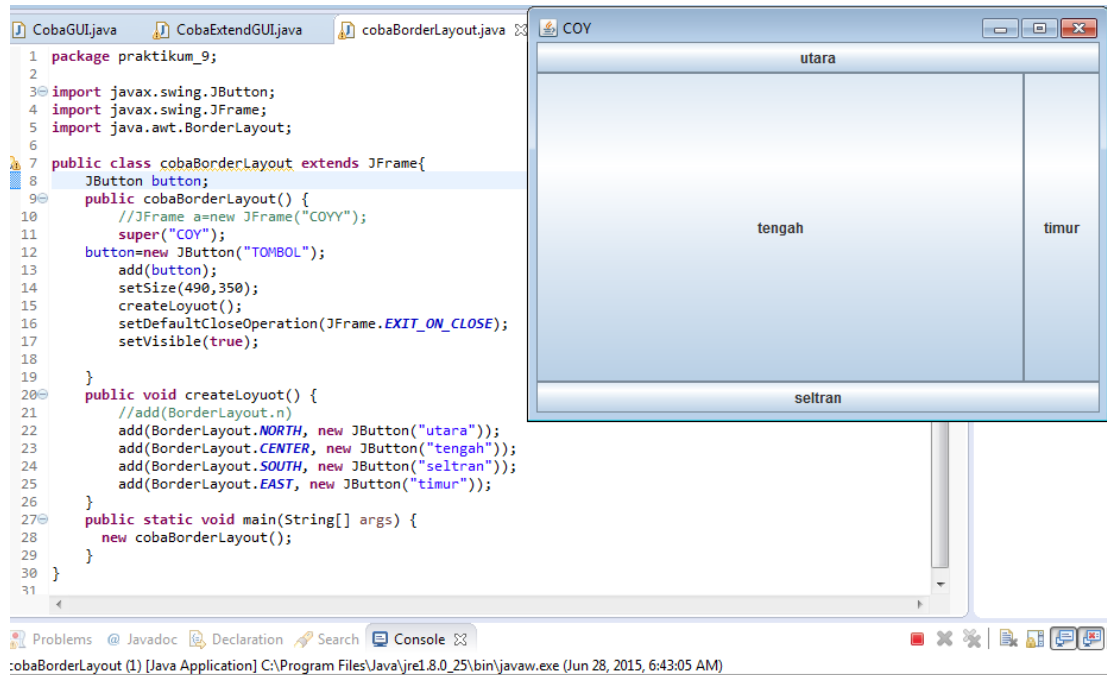 CobaGUI.java CobaExtendGUI.java cobaBorderLayout.java
1 package praktikum_9;
2
3 import javax.swing.JButton;
4 import javax.swing.JFrame;
5 import java.awt.BorderLayout;
6
7 public class cobaBorderLayout extends JFrame{
8 JButton button;
9 public cobaBorderLayout() {
10 //JFrame a=new JFrame("COYY");
11 super("COY");
12 button=new JButton("TOMBOL");
13 add(button);
14 setSize(490,350);
15 createLoyuot();
16 setDefaultCloseOperation(JFrame.EXIT_ON_CLOSE);
17 setVisible(true);
18
19 }
20 public void createLoyuot() {
21 //add(BorderLayout.n)
22 add(BorderLayout.NORTH, new JButton("utara"));
23 add(BorderLayout.CENTER, new JButton("tengah"));
24 add(BorderLayout.SOUTH, new JButton("seltran"));
25 add(BorderLayout.EAST, new JButton("timur"));
26 }
27 public static void main(String[] args) {
28 new cobaBorderLayout();
29 }
30 }
31
COY
utara
tengah timur
seltran
Problems @ Javadoc Declaration Search Console
cobaBorderLayout (1) [Java Application] C:\Program Files\Java\jre1.8.0_25\bin\javaw.exe (Jun 28, 2015, 6:43:05 AM)